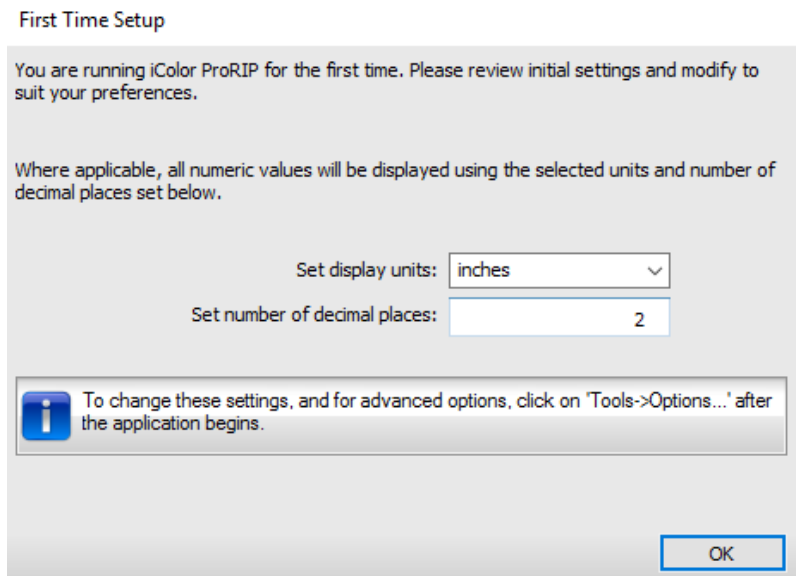 First Time Setup
You are running iColor ProRIP for the first time. Please review initial settings and modify to
suit your preferences.
Where applicable, all numeric values will be displayed using the selected units and number of
decimal places set below.
Set display units: inches
Set number of decimal places: 2
To change these settings, and for advanced options, click on 'Tools->Options...' after
the application begins.
OK